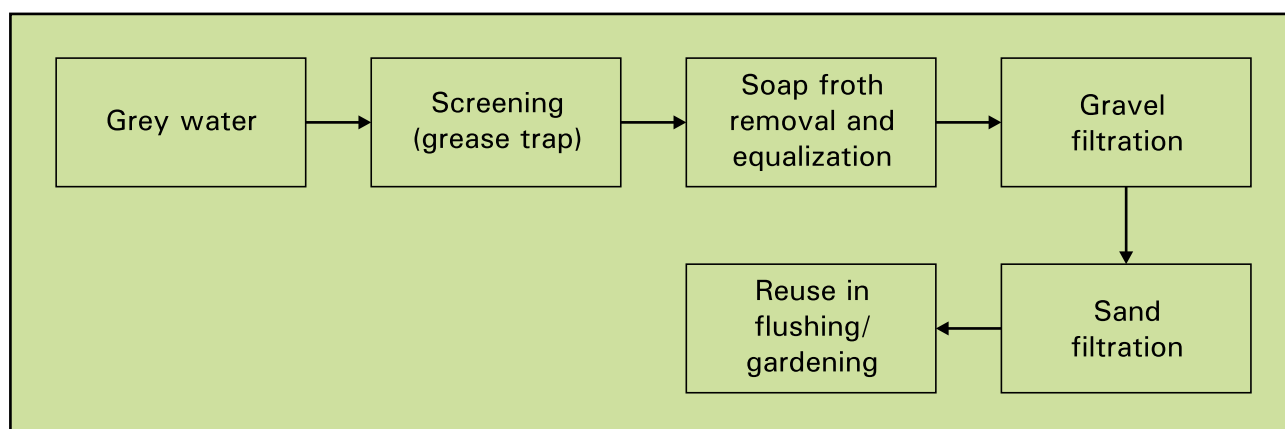 Grey water
Screening
(grease trap)
Soap froth
removal and
equalization
Gravel
filtration
Reuse in
flushing/
gardening
Sand
filtration